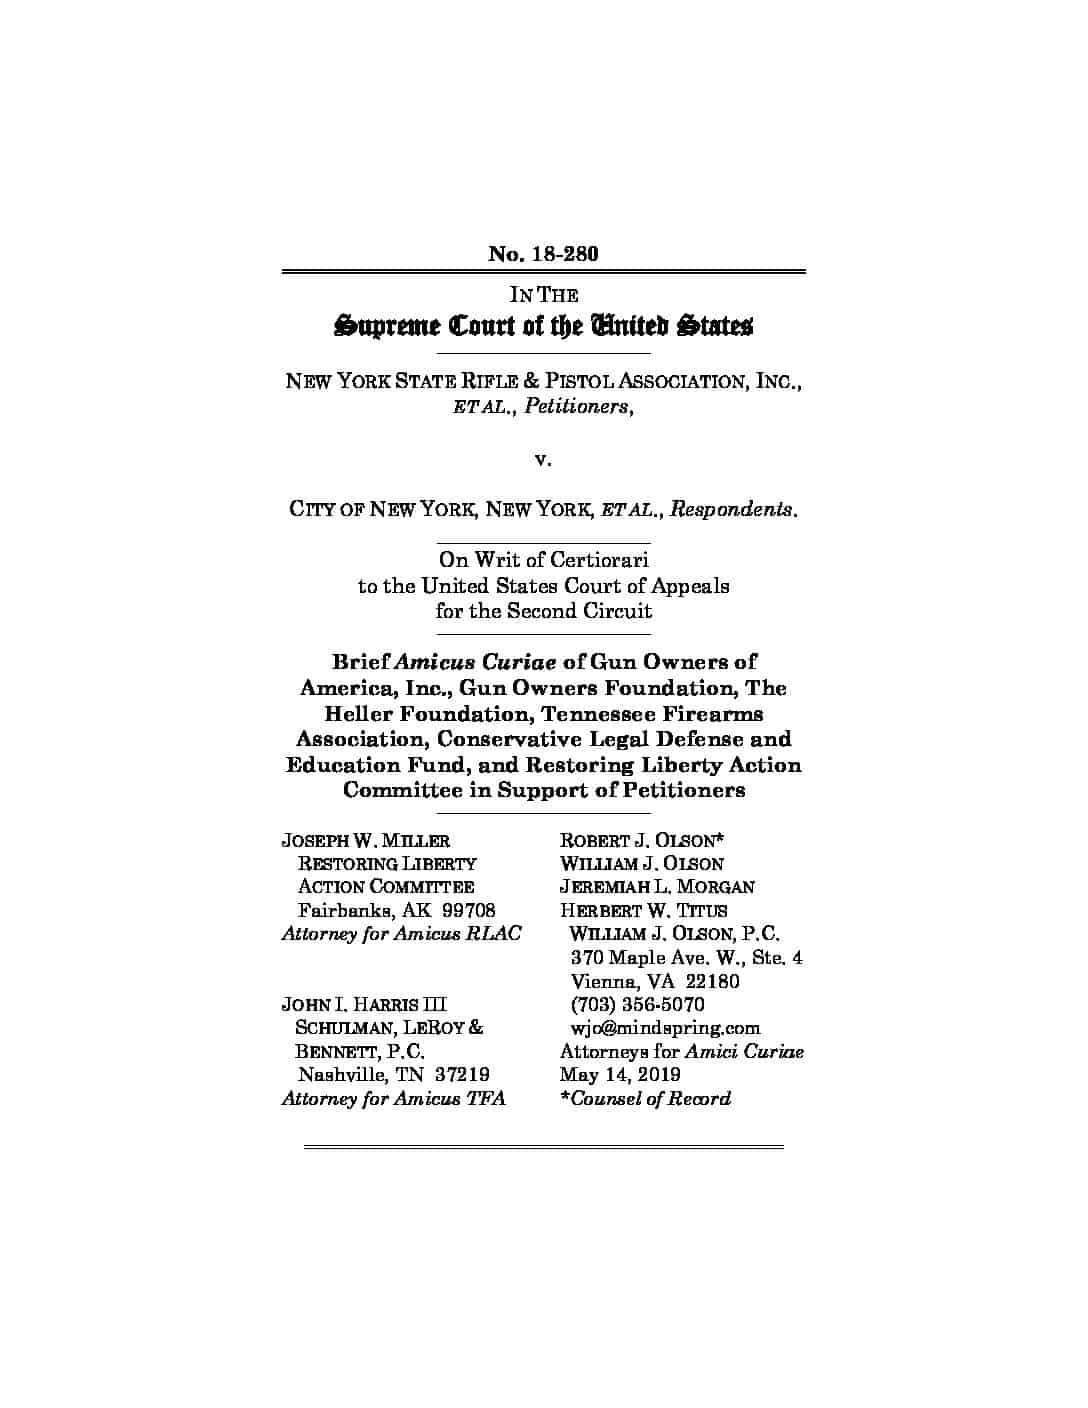 No. 18-280
IN THE
Supreme Court of the United States
NEW YORK STATE RIFLE & PISTOL ASSOCIATION, INC.,
ET AL., Petitioners,
v.
CITY OF NEW YORK, NEW YORK, ET AL., Respondents.
On Writ of Certiorari
to the United States Court of Appeals
for the Second Circuit
Brief Amicus Curiae of Gun Owners of
America, Inc., Gun Owners Foundation, The
Heller Foundation, Tennessee Firearms
Association, Conservative Legal Defense and
Education Fund, and Restoring Liberty Action
Committee in Support of Petitioners
JOSEPH W. MILLER
RESTORING LIBERTY
ACTION COMMITTEE
Fairbanks, AK 99708
Attorney for Amicus RLAC
JOHN I. HARRIS III
SCHULMAN, LEROY &
BENNETT, P.C.
Nashville, TN 37219
Attorney for Amicus TFA
ROBERT J. OLSON*
WILLIAM J. OLSON
JEREMIAH L. MORGAN
HERBERT W. TITUS
WILLIAM J. OLSON, P.C.
370 Maple Ave. W., Ste. 4
Vienna, VA 22180
(703) 356-5070
wjo@mindspring.com
Attorneys for Amici Curiae
May 14, 2019
*Counsel of Record